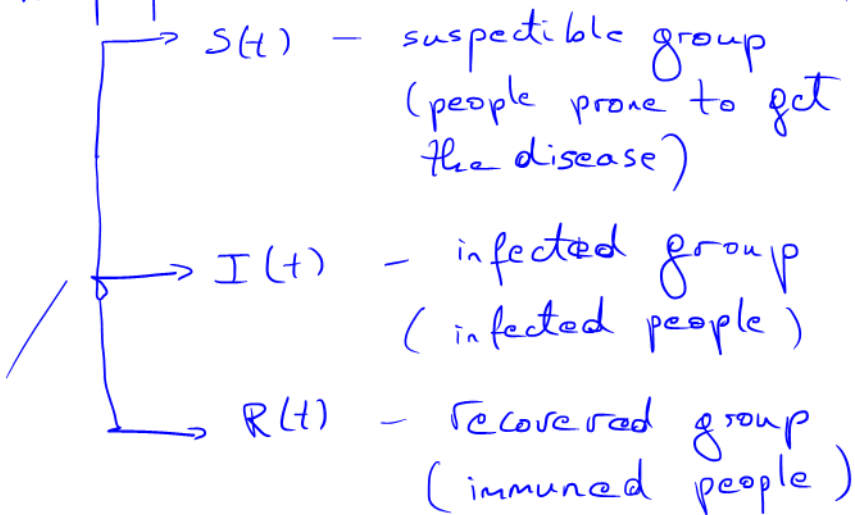 S(t) - suspectible group
(people prone to get
the disease)
I(t) - infected group
(infected people)
R(t) - recovered group
(immuned people)